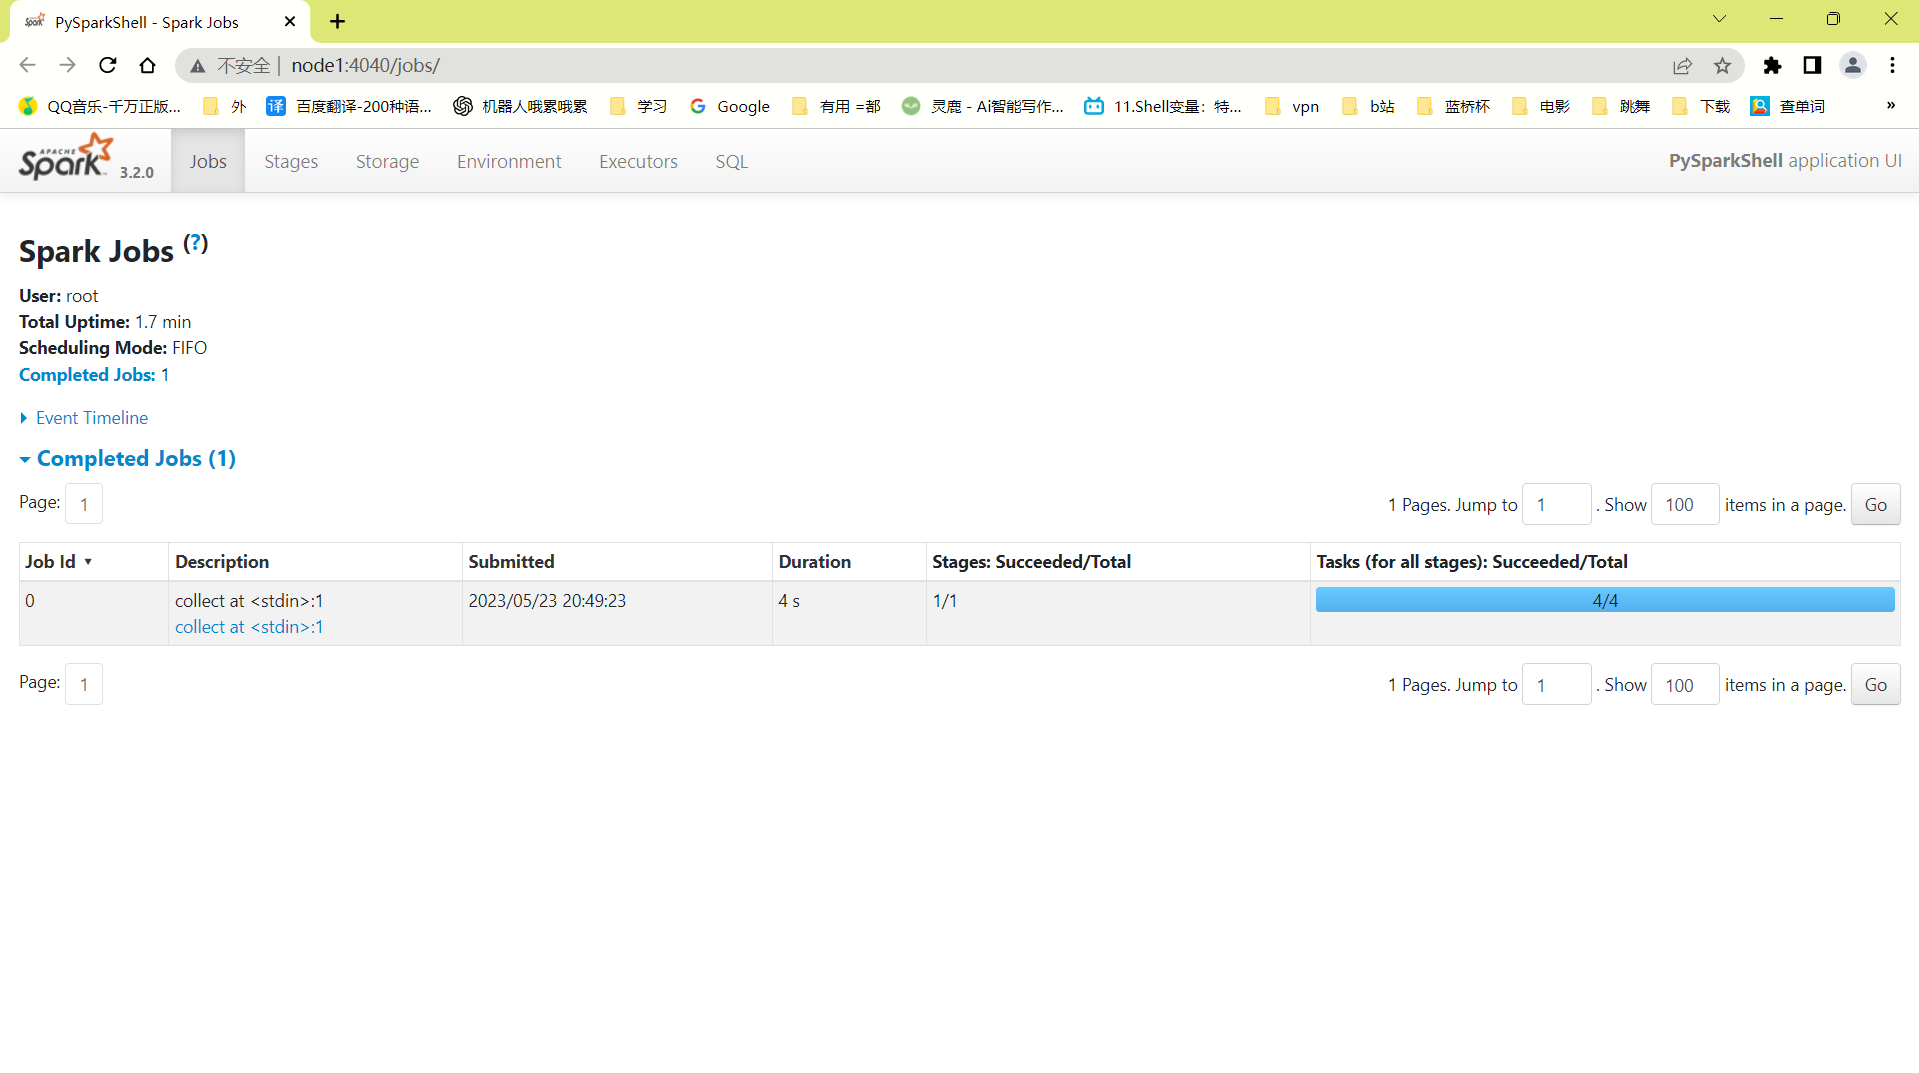 Spark PySparkShell - Spark Jobs
不安全 | node1:4040/jobs/
QQ音乐-千万正版... 外 译 百度翻译-200种语... 机器人哦累哦累 学习 Google 有用 =都 灵鹿 - Ai智能写作... 11.Shell变量：特... vpn b站 蓝桥杯 电影 跳舞 下载 查单词 »
APACHE Spark 3.2.0 Jobs Stages Storage Environment Executors SQL PySparkShell application UI
Spark Jobs (?)
User: root
Total Uptime: 1.7 min
Scheduling Mode: FIFO
Completed Jobs: 1
Event Timeline
Completed Jobs (1)
Page: 1 1 Pages. Jump to 1 . Show 100 items in a page. Go
Job Id ▾ Description Submitted Duration Stages: Succeeded/Total Tasks (for all stages): Succeeded/Total
0 collect at <stdin>:1 2023/05/23 20:49:23 4 s 1/1 4/4
collect at <stdin>:1
Page: 1 1 Pages. Jump to 1 . Show 100 items in a page. Go